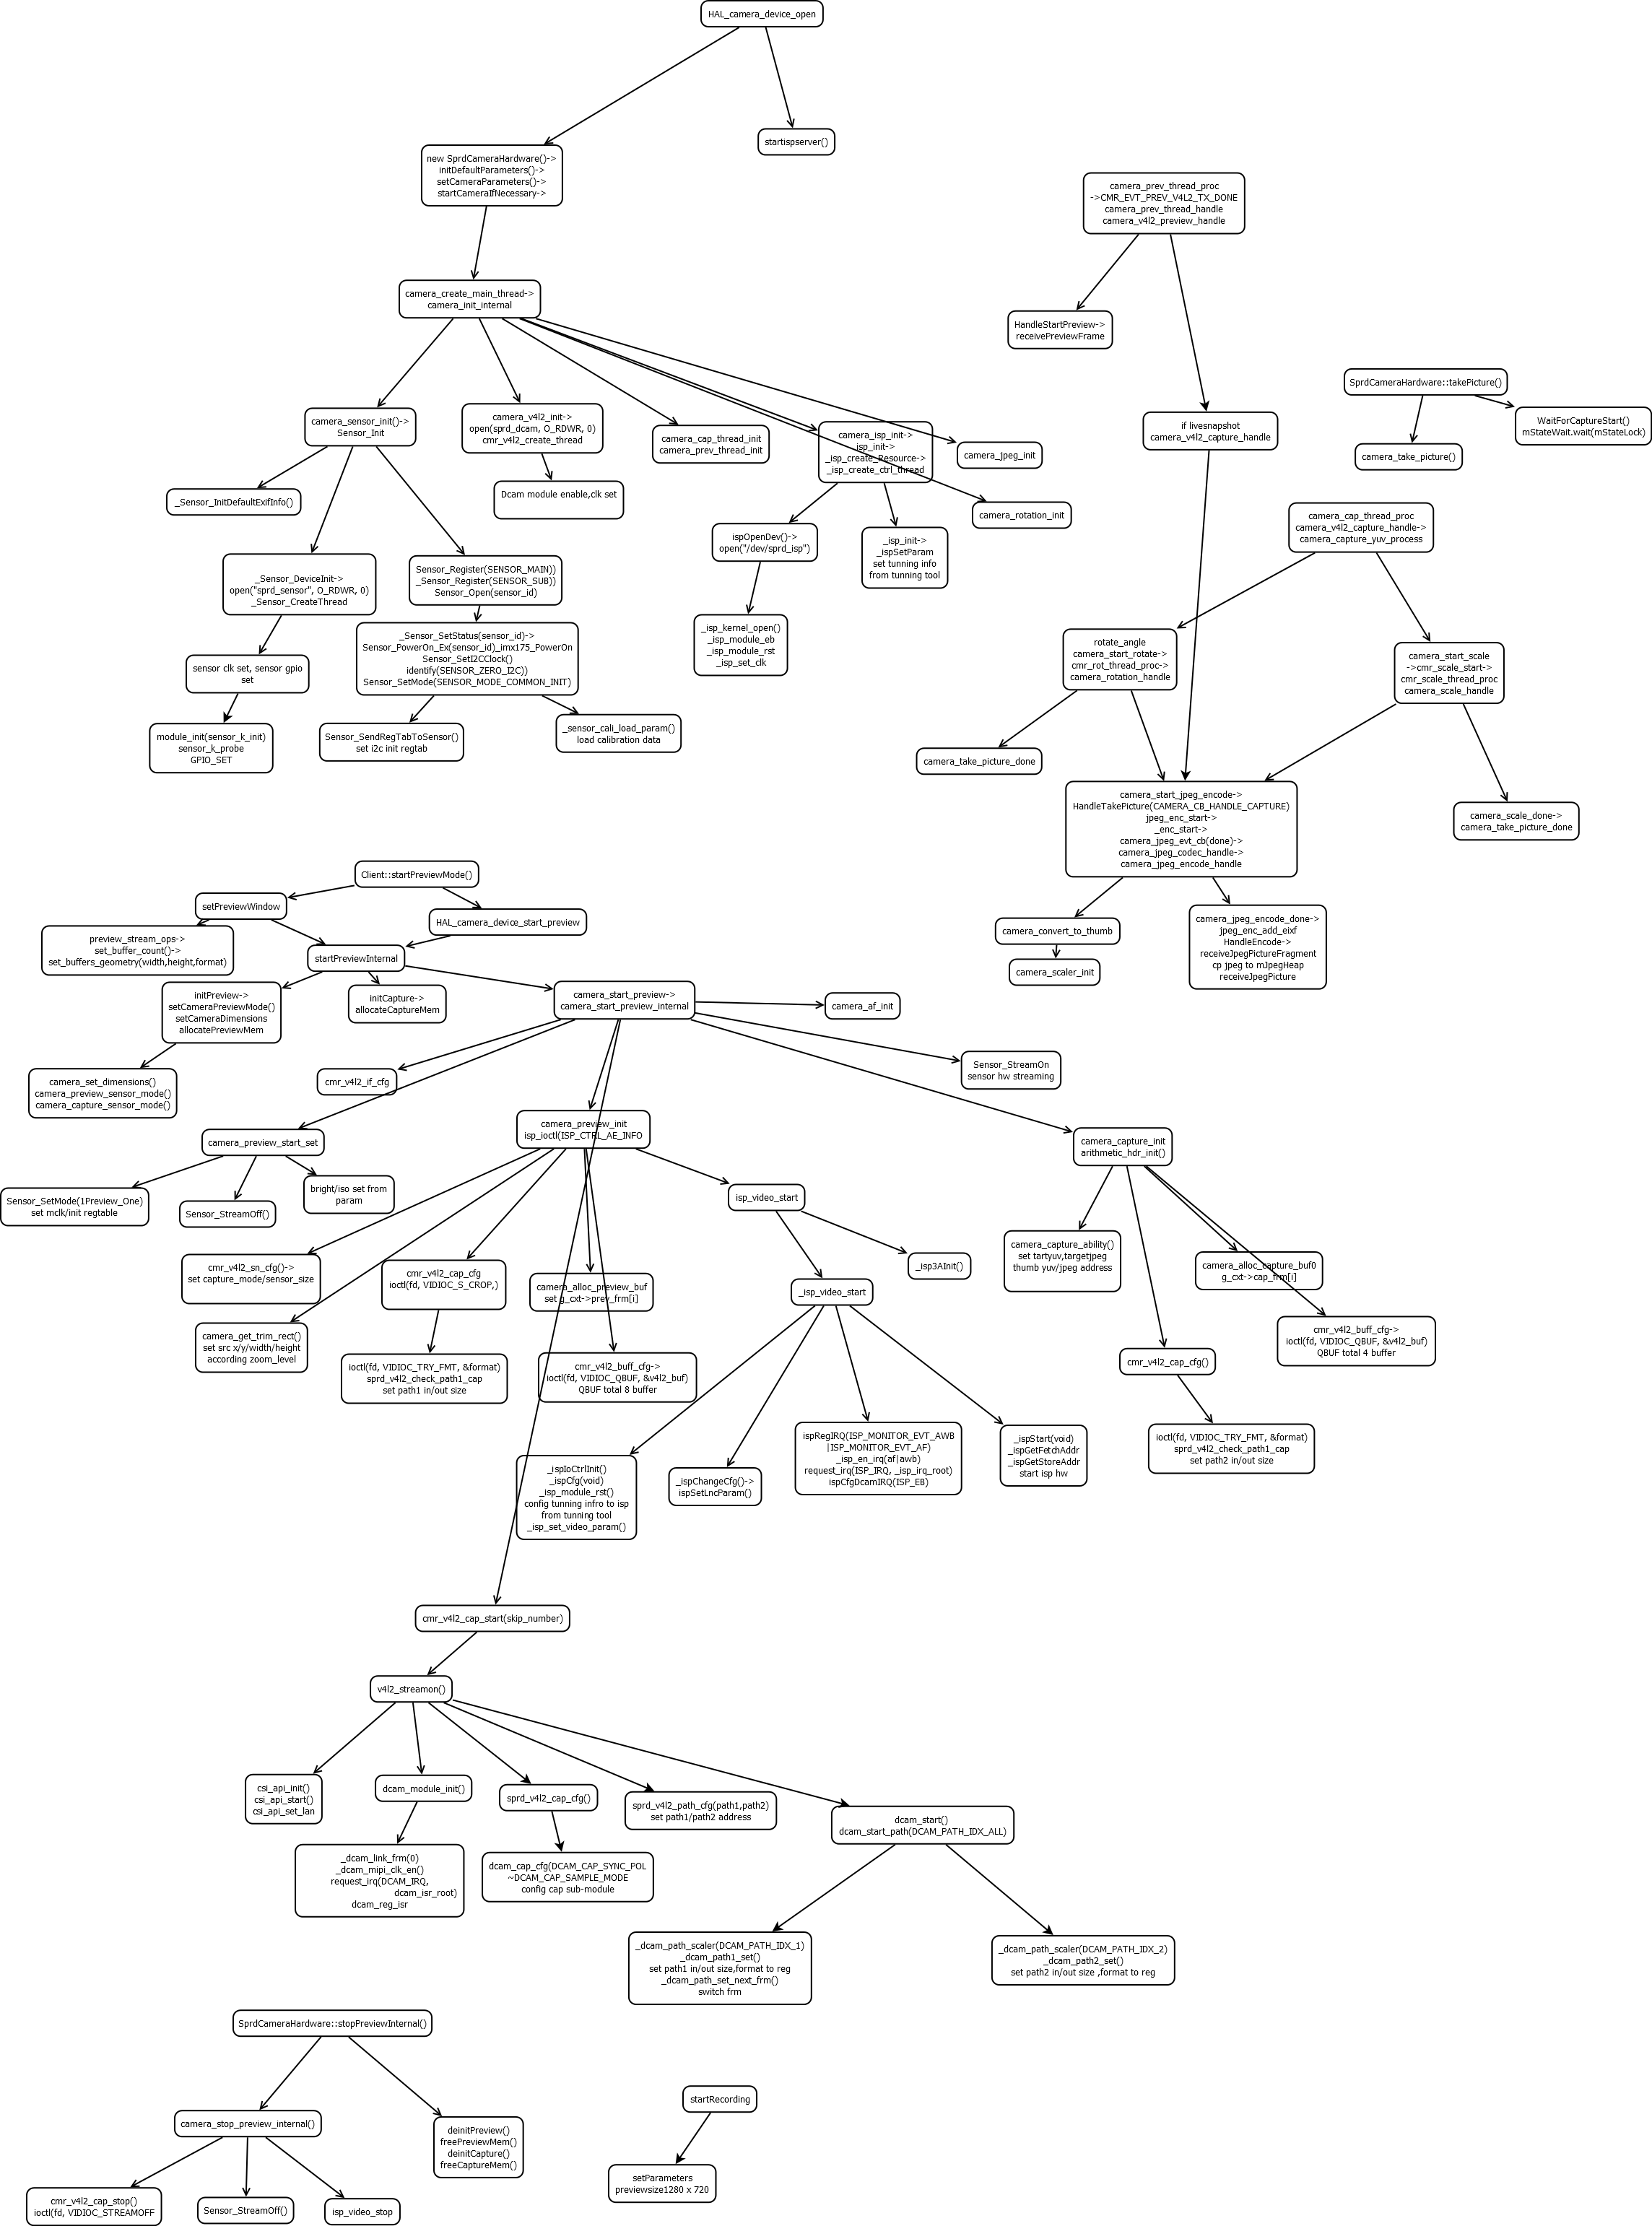 HAL_camera_device_open
startispserver()
new SprdCameraHardware()->
initDefaultParameters()->
setCameraParameters()->
startCameraIfNecessary->
camera_prev_thread_proc
->CMR_EVT_PREV_V4L2_TX_DONE
camera_prev_thread_handle
camera_v4l2_preview_handle
camera_create_main_thread->
camera_init_internal
HandleStartPreview->
receivePreviewFrame
SprdCameraHardware::takePicture()
WaitForCaptureStart()
mStateWait.wait(mStateLock)
camera_take_picture()
if livesnapshot
camera_v4l2_capture_handle
camera_sensor_init()->
Sensor_Init
camera_v4l2_init->
open(sprd_dcam, O_RDWR, 0)
cmr_v4l2_create_thread
camera_cap_thread_init
camera_prev_thread_init
camera_isp_init->
isp_init->
_isp_create_Resource->
_isp_create_ctrl_thread
camera_jpeg_init
_Sensor_InitDefaultExifInfo()
Dcam module enable,clk set
camera_rotation_init
camera_cap_thread_proc
camera_v4l2_capture_handle->
camera_capture_yuv_process
ispOpenDev()->
open("/dev/sprd_isp")
_isp_init->
_ispSetParam
set tunning info
from tunning tool
_Sensor_DeviceInit->
open("sprd_sensor", O_RDWR, 0)
_Sensor_CreateThread
Sensor_Register(SENSOR_MAIN))
_Sensor_Register(SENSOR_SUB))
Sensor_Open(sensor_id)
_isp_kernel_open()
_isp_module_eb
_isp_module_rst
_isp_set_clk
_Sensor_SetStatus(sensor_id)->
Sensor_PowerOn_Ex(sensor_id)_imx175_PowerOn
Sensor_SetI2CClock()
identify(SENSOR_ZERO_I2C))
Sensor_SetMode(SENSOR_MODE_COMMON_INIT)
rotate_angle
camera_start_rotate->
cmr_rot_thread_proc->
camera_rotation_handle
camera_start_scale
->cmr_scale_start->
cmr_scale_thread_proc
camera_scale_handle
sensor clk set, sensor gpio
set
module_init(sensor_k_init)
sensor_k_probe
GPIO_SET
Sensor_SendRegTabToSensor()
set i2c init regtab
_sensor_cali_load_param()
load calibration data
camera_take_picture_done
camera_start_jpeg_encode->
HandleTakePicture(CAMERA_CB_HANDLE_CAPTURE)
jpeg_enc_start->
_enc_start->
camera_jpeg_evt_cb(done)->
camera_jpeg_codec_handle->
camera_jpeg_encode_handle
camera_scale_done->
camera_take_picture_done
Client::startPreviewMode()
setPreviewWindow
HAL_camera_device_start_preview
camera_convert_to_thumb
camera_jpeg_encode_done->
jpeg_enc_add_eixf
HandleEncode->
receiveJpegPictureFragment
cp jpeg to mJpegHeap
receiveJpegPicture
preview_stream_ops->
set_buffer_count()->
set_buffers_geometry(width,height,format)
startPreviewInternal
camera_scaler_init
initPreview->
setCameraPreviewMode()
setCameraDimensions
allocatePreviewMem
initCapture->
allocateCaptureMem
camera_start_preview->
camera_start_preview_internal
camera_af_init
camera_set_dimensions()
camera_preview_sensor_mode()
camera_capture_sensor_mode()
cmr_v4l2_if_cfg
Sensor_StreamOn
sensor hw streaming
camera_preview_start_set
camera_preview_init
isp_ioctl(ISP_CTRL_AE_INFO
camera_capture_init
arithmetic_hdr_init()
Sensor_SetMode(1Preview_One)
set mclk/init regtable
Sensor_StreamOff()
bright/iso set from
param
isp_video_start
cmr_v4l2_sn_cfg()->
set capture_mode/sensor_size
cmr_v4l2_cap_cfg
ioctl(fd, VIDIOC_S_CROP,)
camera_alloc_preview_buf
set g_cxt->prev_frm[i]
_isp3AInit()
_isp_video_start
camera_capture_ability()
set tartyuv,targetjpeg
thumb yuv/jpeg address
camera_alloc_capture_buf0
g_cxt->cap_frm[i]
camera_get_trim_rect()
set src x/y/width/height
according zoom_level
ioctl(fd, VIDIOC_TRY_FMT, &format)
sprd_v4l2_check_path1_cap
set path1 in/out size
cmr_v4l2_buff_cfg->
ioctl(fd, VIDIOC_QBUF, &v4l2_buf)
QBUF total 8 buffer
cmr_v4l2_cap_cfg()
cmr_v4l2_buff_cfg->
ioctl(fd, VIDIOC_QBUF, &v4l2_buf)
QBUF total 4 buffer
_ispIoCtrlInit()
_ispCfg(void)
_isp_module_rst()
config tunning infro to isp
from tunning tool
_isp_set_video_param()
_ispChangeCfg()->
ispSetLncParam()
ispRegIRQ(ISP_MONITOR_EVT_AWB
|ISP_MONITOR_EVT_AF)
_isp_en_irq(af|awb)
request_irq(ISP_IRQ, _isp_irq_root)
ispCfgDcamIRQ(ISP_EB)
_ispStart(void)
_ispGetFetchAddr
_ispGetStoreAddr
start isp hw
ioctl(fd, VIDIOC_TRY_FMT, &format)
sprd_v4l2_check_path1_cap
set path2 in/out size
cmr_v4l2_cap_start(skip_number)
v4l2_streamon()
csi_api_init()
csi_api_start()
csi_api_set_lan
dcam_module_init()
sprd_v4l2_cap_cfg()
sprd_v4l2_path_cfg(path1,path2)
set path1/path2 address
dcam_start()
dcam_start_path(DCAM_PATH_IDX_ALL)
_dcam_link_frm(0)
_dcam_mipi_clk_en()
request_irq(DCAM_IRQ,
dcam_isr_root)
dcam_reg_isr
dcam_cap_cfg(DCAM_CAP_SYNC_POL
~DCAM_CAP_SAMPLE_MODE
config cap sub-module
_dcam_path_scaler(DCAM_PATH_IDX_1)
_dcam_path1_set()
set path1 in/out size,format to reg
_dcam_path_set_next_frm()
switch frm
_dcam_path_scaler(DCAM_PATH_IDX_2)
_dcam_path2_set()
set path2 in/out size ,format to reg
SprdCameraHardware::stopPreviewInternal()
camera_stop_preview_internal()
deinitPreview()
freePreviewMem()
deinitCapture()
freeCaptureMem()
startRecording
cmr_v4l2_cap_stop()
ioctl(fd, VIDIOC_STREAMOFF
Sensor_StreamOff()
isp_video_stop
setParameters
previewsize1280 x 720